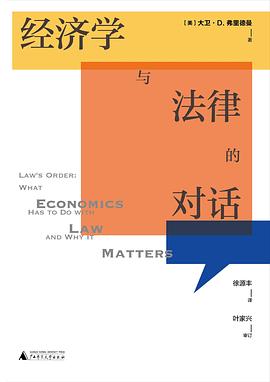 [美]大卫·D. 弗里德曼
著
经济学
与
法律
的
对话
LAW'S ORDER:
WHAT
ECONOMICS
HAS TO DO WITH
LAW
AND WHY IT
MATTERS
徐源丰
译
叶家兴
审订
广西师范大学出版社